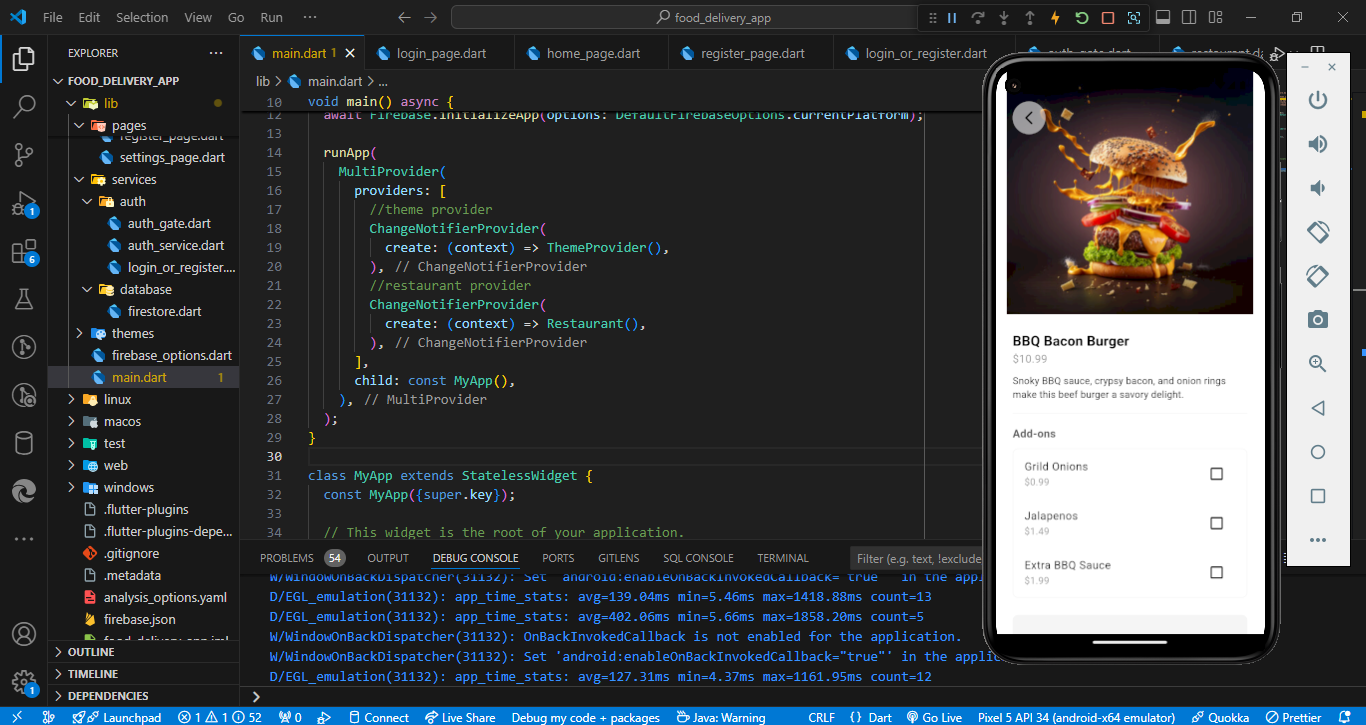 File Edit Selection View Go Run ··· food_delivery_app
EXPLORER ···
FOOD_DELIVERY_APP
lib
pages
register_page.dart
settings_page.dart
services
auth
auth_gate.dart
auth_service.dart
login_or_register....
database
firestore.dart
themes
firebase_options.dart
main.dart 1
linux
macos
test
web
windows
.flutter-plugins
.flutter-plugins-depe...
.gitignore
.metadata
analysis_options.yaml
firebase.json
food_delivery_app.iml
OUTLINE
TIMELINE
DEPENDENCIES
1
6
1
main.dart 1 login_page.dart home_page.dart register_page.dart login_or_register.dart auth_gate.dart restaurant.da
lib > main.dart > ...
10 void main() async {
12 await Firebase.initializeApp(options: DefaultFirebaseOptions.currentPlatform);
13
14 runApp(
15 MultiProvider(
16 providers: [
17 //theme provider
18 ChangeNotifierProvider(
19 create: (context) => ThemeProvider(),
20 ), // ChangeNotifierProvider
21 //restaurant provider
22 ChangeNotifierProvider(
23 create: (context) => Restaurant(),
24 ), // ChangeNotifierProvider
25 ],
26 child: const MyApp(),
27 ), // MultiProvider
28 );
29 }
30
31 class MyApp extends StatelessWidget {
32 const MyApp({super.key});
33
34 // This widget is the root of your application.
PROBLEMS 54 OUTPUT DEBUG CONSOLE PORTS GITLENS SQL CONSOLE TERMINAL Filter (e.g. text, !exclude
W/WindowOnBackDispatcher(31132): Set 'android:enableOnBackInvokedCallback="true"' in the appl
D/EGL_emulation(31132): app_time_stats: avg=139.04ms min=5.46ms max=1418.88ms count=13
D/EGL_emulation(31132): app_time_stats: avg=402.06ms min=5.66ms max=1858.20ms count=5
W/WindowOnBackDispatcher(31132): OnBackInvokedCallback is not enabled for the application.
W/WindowOnBackDispatcher(31132): Set 'android:enableOnBackInvokedCallback="true"' in the applic
D/EGL_emulation(31132): app_time_stats: avg=127.31ms min=4.37ms max=1161.95ms count=12
>
BBQ Bacon Burger
$10.99
Snoky BBQ sauce, crypsy bacon, and onion rings
make this beef burger a savory delight.
Add-ons
Grild Onions
$0.99
Jalapenos
$1.49
Extra BBQ Sauce
$1.99
Launchpad 1 1 52 0 Connect Live Share Debug my code + packages Java: Warning CRLF {} Dart Go Live Pixel 5 API 34 (android-x64 emulator) Quokka Prettier